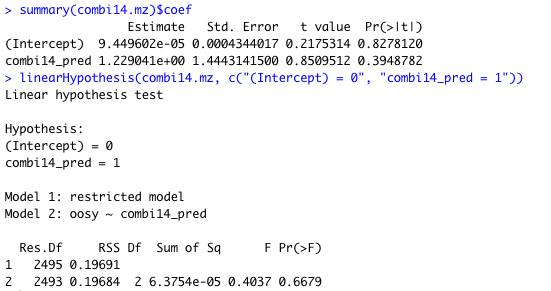 > summary(combi14.mz)$coef
Estimate Std. Error t value Pr(>|t|)
(Intercept) 9.449602e-05 0.0004344017 0.2175314 0.8278120
combi14_pred 1.229041e+00 1.4443141500 0.8509512 0.3948782
> linearHypothesis(combi14.mz, c("(Intercept) = 0", "combi14_pred = 1"))
Linear hypothesis test
Hypothesis:
(Intercept) = 0
combi14_pred = 1
Model 1: restricted model
Model 2: oosy ~ combi14_pred
Res.Df RSS Df Sum of Sq F Pr(>F)
1 2495 0.19691
2 2493 0.19684 2 6.3754e-05 0.4037 0.6679